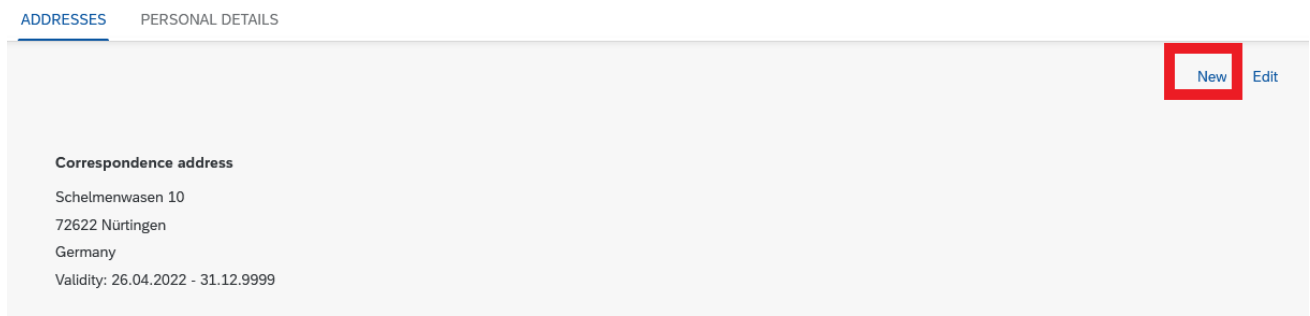 ADDRESSES PERSONAL DETAILS
New Edit
Correspondence address
Schelmenwasen 10
72622 Nürtingen
Germany
Validity: 26.04.2022 - 31.12.9999